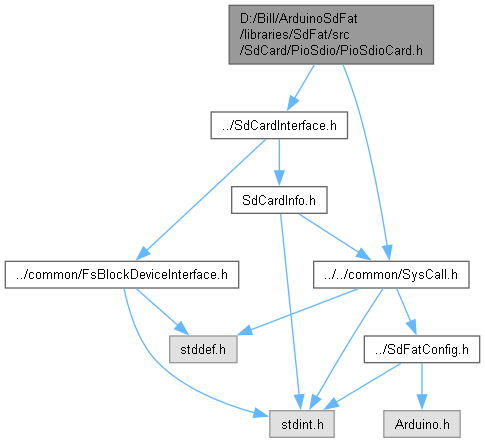 D:/Bill/ArduinoSdFat
/libraries/SdFat/src
/SdCard/PioSdio/PioSdioCard.h
../SdCardInterface.h
SdCardInfo.h
../common/FsBlockDeviceInterface.h
../../common/SysCall.h
stddef.h
../SdFatConfig.h
stdint.h
Arduino.h